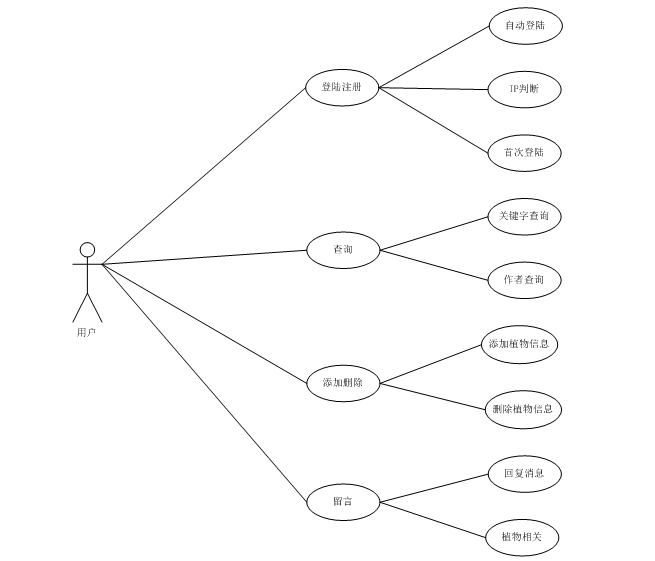 自动登陆
登陆注册
IP判断
首次登陆
关键字查询
查询
作者查询
用户
添加植物信息
添加删除
删除植物信息
回复消息
留言
植物相关